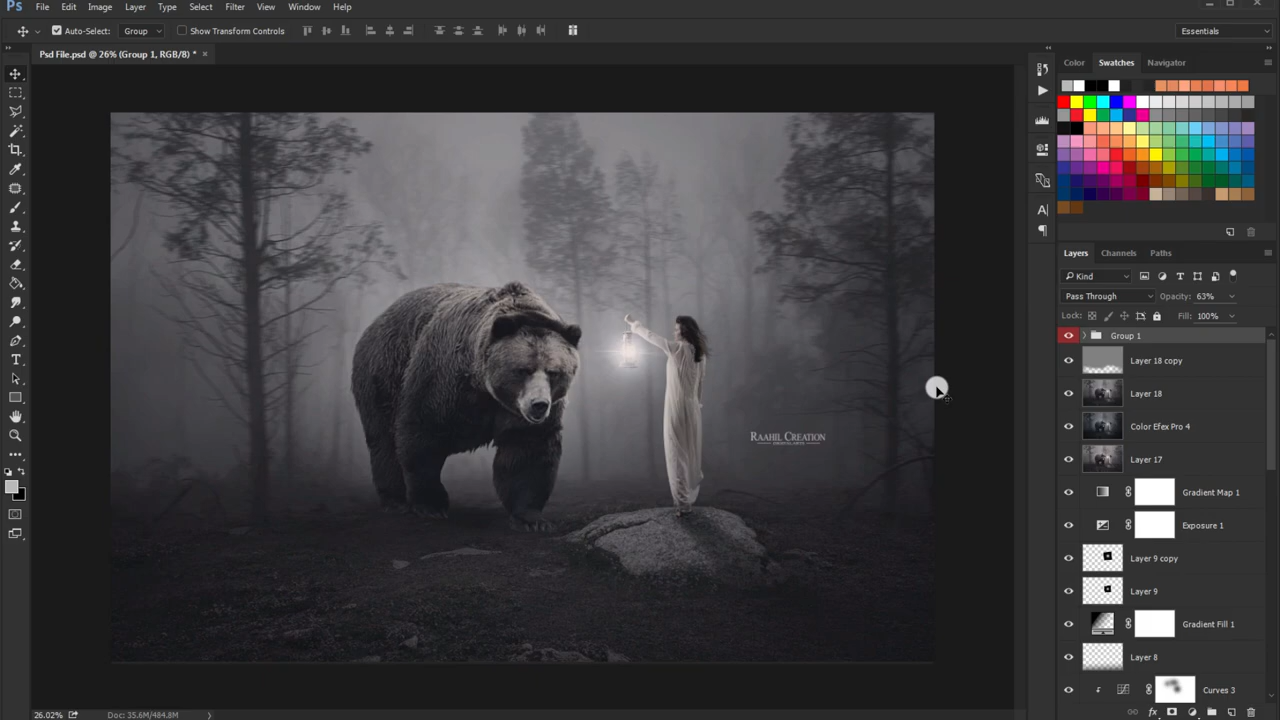 Ps File Edit Image Layer Type Select Filter View Window Help
Auto-Select: Group Show Transform Controls Essentials
Psd File.psd @ 26% (Group 1, RGB/8) * ×
Color Swatches Navigator
Layers Channels Paths
Kind
Pass Through Opacity: 63%
Lock: Fill: 100%
Group 1
Layer 18 copy
Layer 18
Color Efex Pro 4
Layer 17
Gradient Map 1
Exposure 1
Layer 9 copy
Layer 9
Gradient Fill 1
Layer 8
Curves 3
RAAHIL CREATION
26.02% Doc: 35.6M/484.8M